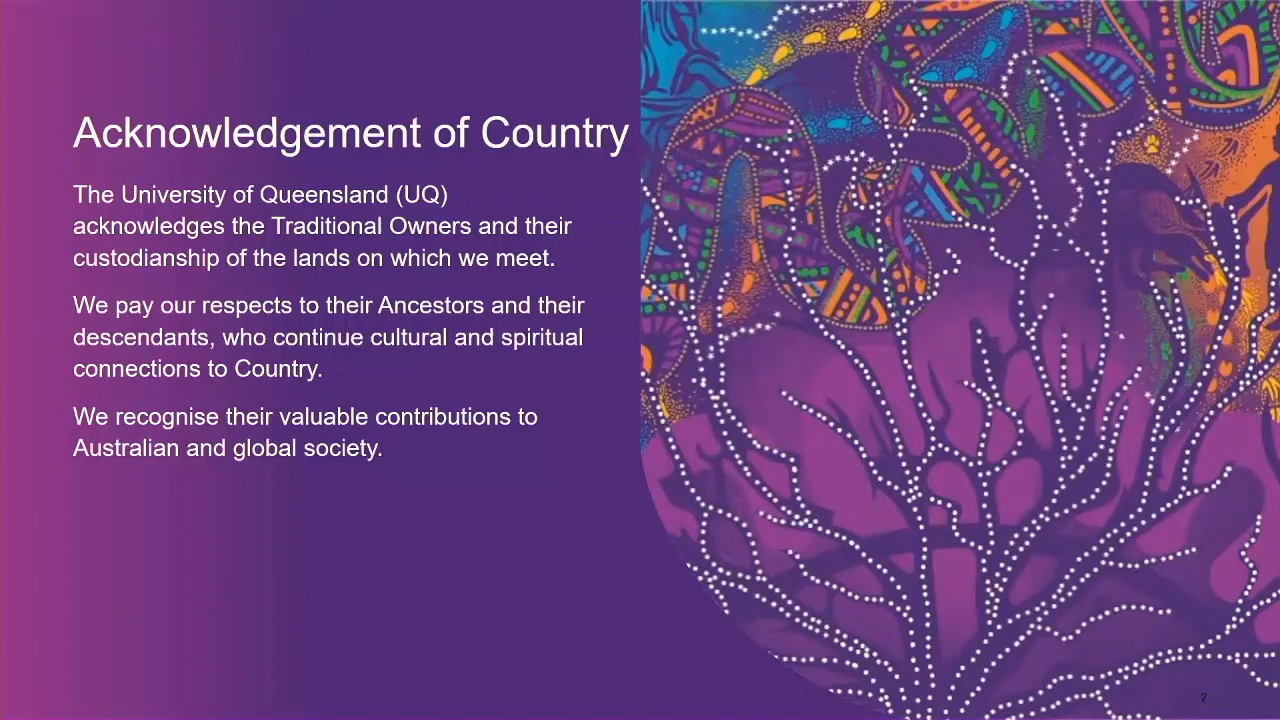 Acknowledgement of Country
The University of Queensland (UQ)
acknowledges the Traditional Owners and their
custodianship of the lands on which we meet.
We pay our respects to their Ancestors and their
descendants, who continue cultural and spiritual
connections to Country.
We recognise their valuable contributions to
Australian and global society.
2